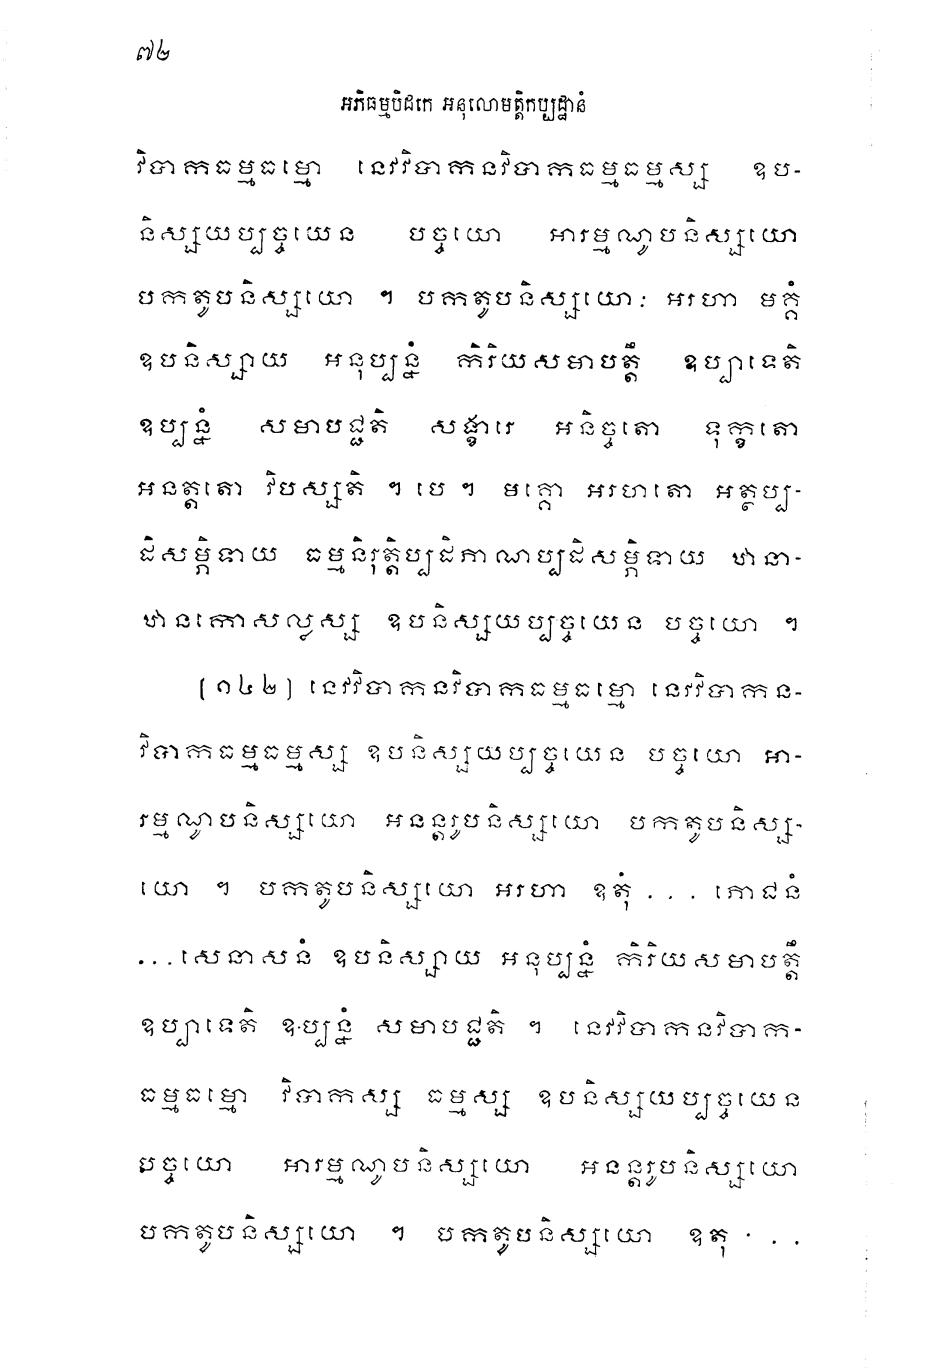 ៧២
អភិធម្មបិដកេ អនុលោមត្តិកប្បដ្ឋានំ
វិបាកធម្មធម្មោ នេវវិបាកនវិបាកធម្មធម្មស្ស ឧប-
និស្សយប្បច្ចយេន បច្ចយោ អារម្មណូបនិស្សយោ
បកតូបនិស្សយោ ។ បកតូបនិស្សយោ: អរហា មគ្គំ
ឧបនិស្សាយ អនុប្បន្នំ កិរិយសមាបត្តឹ ឧប្បាទេតិ
ឧប្បន្នំ សមាបជ្ជតិ សង្ខារេ អនិច្ចតោ ទុក្ខតោ
អនត្តតោ វិបស្សតិ ។ បេ ។ មគ្គោ អរហតោ អត្ថប្ប-
ដិសម្ភិទាយ ធម្មនិរុត្តិប្បដិភាណប្បដិសម្ភិទាយ ឋានា-
ឋានកោសល្លស្ស ឧបនិស្សយប្បច្ចយេន បច្ចយោ ។
(១៤២) នេវវិបាកនវិបាកធម្មធម្មោ នេវវិបាកន-
វិបាកធម្មធម្មស្ស ឧបនិស្សយប្បច្ចយេន បច្ចយោ អា-
រម្មណូបនិស្សយោ អនន្តរូបនិស្សយោ បកតូបនិស្ស-
យោ ។ បកតូបនិស្សយោ អរហា ឧតុំ . . . ភោជនំ
. . . សេនាសនំ ឧបនិស្សាយ អនុប្បន្នំ កិរិយសមាបត្តឹ
ឧប្បាទេតិ ឧប្បន្នំ សមាបជ្ជតិ ។ នេវវិបាកនវិបាក-
ធម្មធម្មោ វិបាកស្ស ធម្មស្ស ឧបនិស្សយប្បច្ចយេន
បច្ចយោ អារម្មណូបនិស្សយោ អនន្តរូបនិស្សយោ
បកតូបនិស្សយោ ។ បកតូបនិស្សយោ ឧតុ . . .